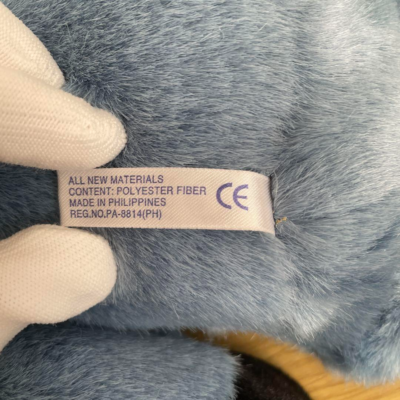 ALL NEW MATERIALS
CONTENT: POLYESTER FIBER
MADE IN PHILIPPINES
REG.NO.PA-8814(PH)
CE